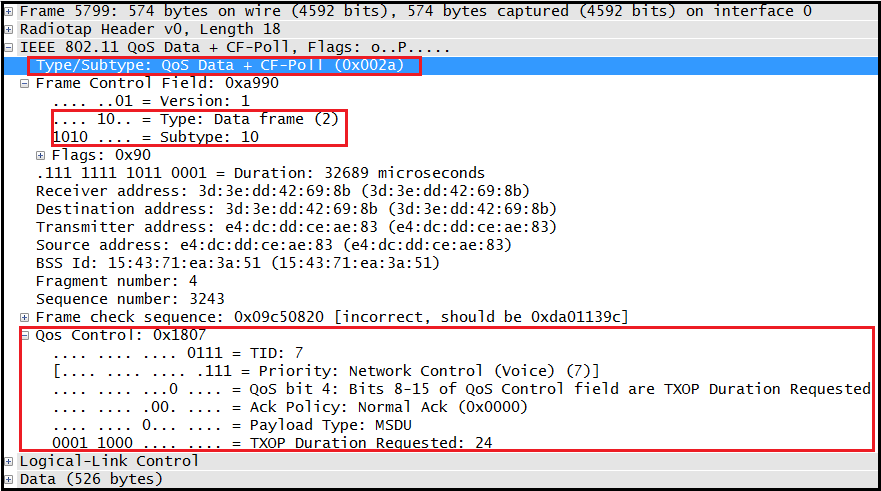 Frame 5799: 574 bytes on wire (4592 bits), 574 bytes captured (4592 bits) on interface 0
Radiotap Header v0, Length 18
IEEE 802.11 QoS Data + CF-Poll, Flags: o..P.....
Type/Subtype: QoS Data + CF-Poll (0x002a)
Frame Control Field: 0xa990
.... ..01 = Version: 1
.... 10.. = Type: Data frame (2)
1010 .... = Subtype: 10
Flags: 0x90
.111 1111 1011 0001 = Duration: 32689 microseconds
Receiver address: 3d:3e:dd:42:69:8b (3d:3e:dd:42:69:8b)
Destination address: 3d:3e:dd:42:69:8b (3d:3e:dd:42:69:8b)
Transmitter address: e4:dc:dd:ce:ae:83 (e4:dc:dd:ce:ae:83)
Source address: e4:dc:dd:ce:ae:83 (e4:dc:dd:ce:ae:83)
BSS Id: 15:43:71:ea:3a:51 (15:43:71:ea:3a:51)
Fragment number: 4
Sequence number: 3243
Frame check sequence: 0x09c50820 [incorrect, should be 0xda01139c]
Qos Control: 0x1807
.... .... .... 0111 = TID: 7
[.... .... .... .111 = Priority: Network Control (Voice) (7)]
.... .... ...0 .... = QoS bit 4: Bits 8-15 of QoS Control field are TXOP Duration Requested
.... .... .00. .... = Ack Policy: Normal Ack (0x0000)
.... .... 0... .... = Payload Type: MSDU
0001 1000 .... .... = TXOP Duration Requested: 24
Logical-Link Control
Data (526 bytes)